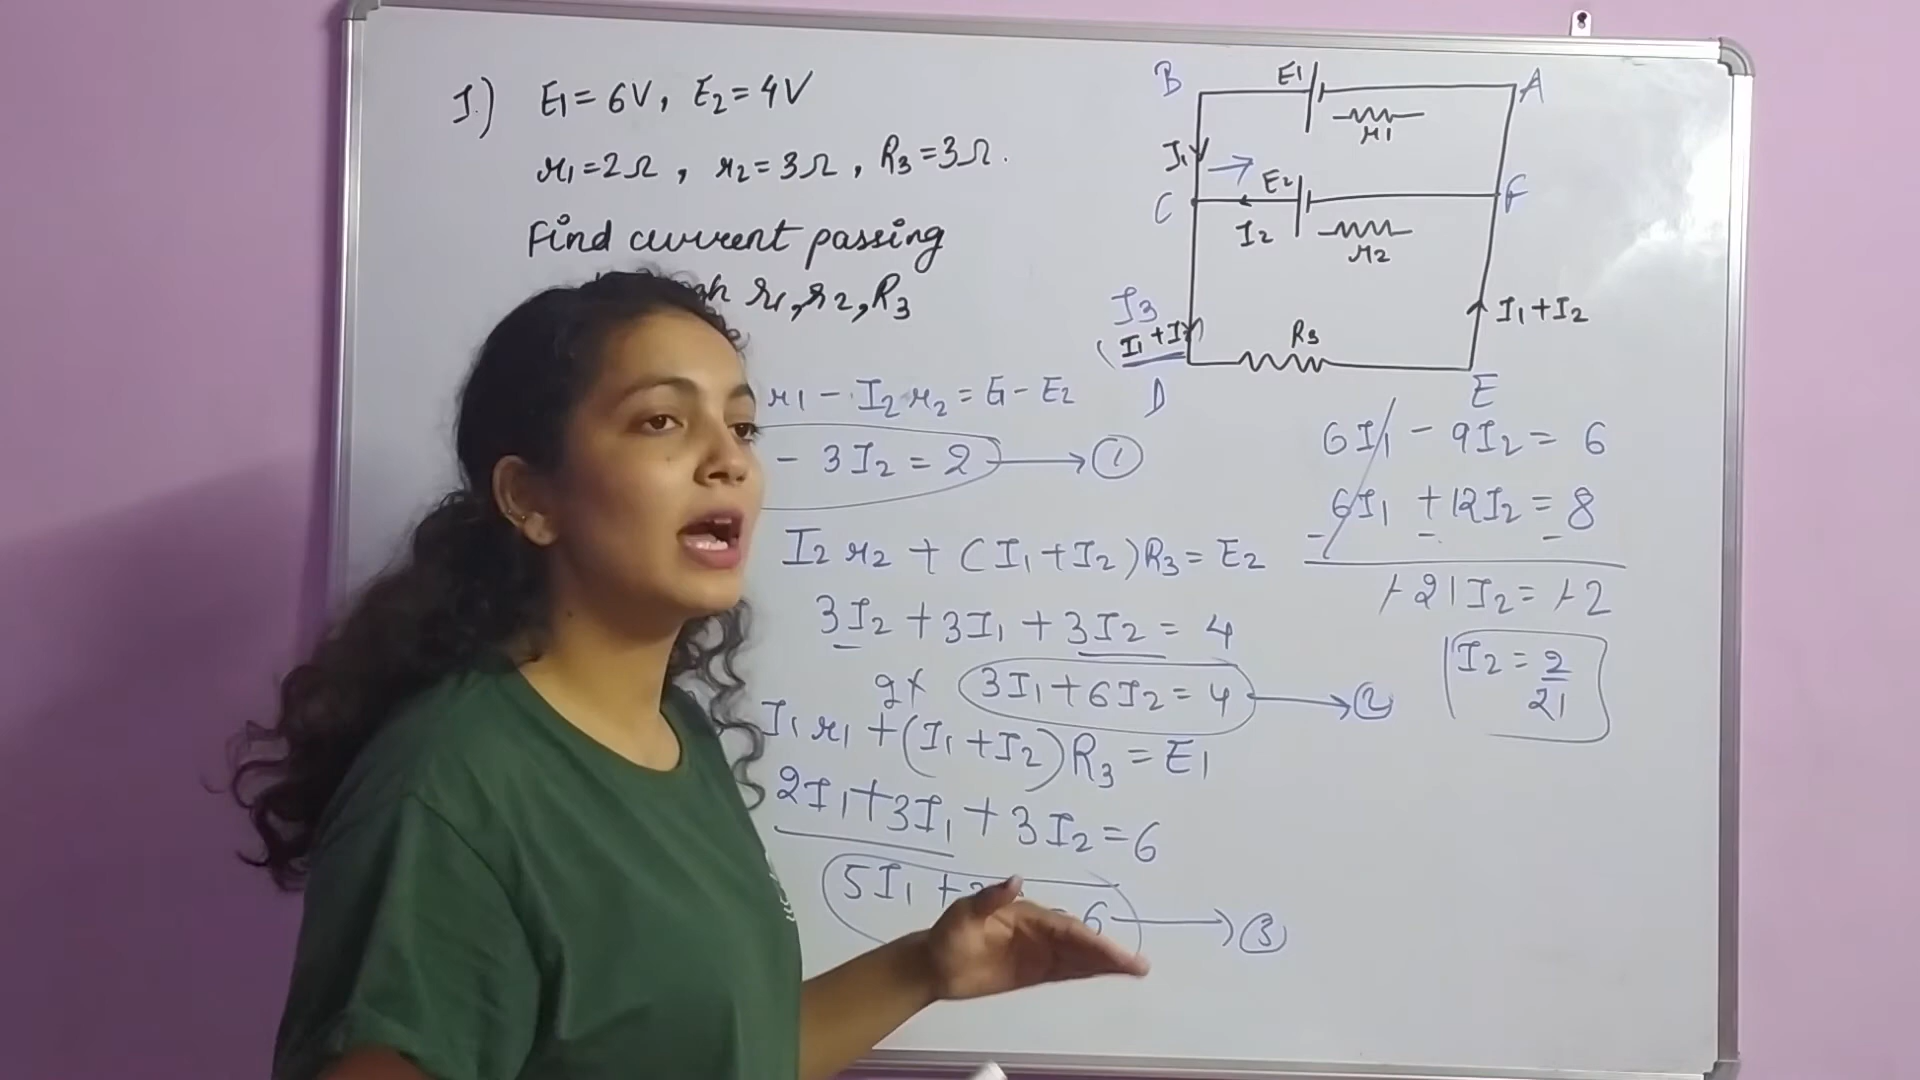 1.) E1 = 6V, E2 = 4V
r1 = 2Ω, r2 = 3Ω, R3 = 3Ω.
Find current passing
r1, r2, R3
r1 - I2 r2 = E1 - E2
- 3I2 = 2 → ①
I2 r2 + (I1 + I2) R3 = E2
3I2 + 3I1 + 3I2 = 4
3I1 + 6I2 = 4 → ②
I1 r1 + (I1 + I2) R3 = E1
2I1 + 3I1 + 3I2 = 6
5I1 + = 6 → ③
B E1 A
r1
I1
C E2 F
I2 r2
I3
(I1 + I2) R3 I1 + I2
D E
6I1 - 9I2 = 6
6I1 + 12I2 = 8
- - -
-21I2 = -2
I2 = 2/21